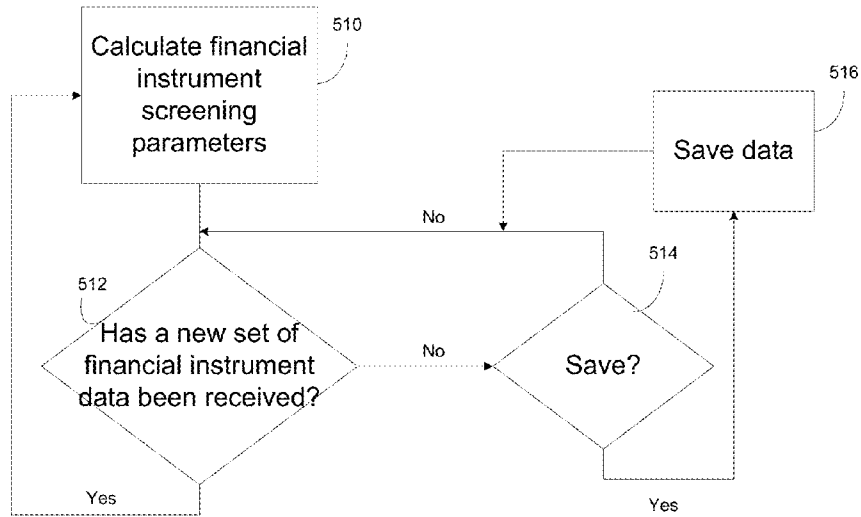 Calculate financial
instrument
screening
parameters
510
516
Save data
No
514
512
Has a new set of
financial instrument
data been received?
No
Save?
Yes
Yes